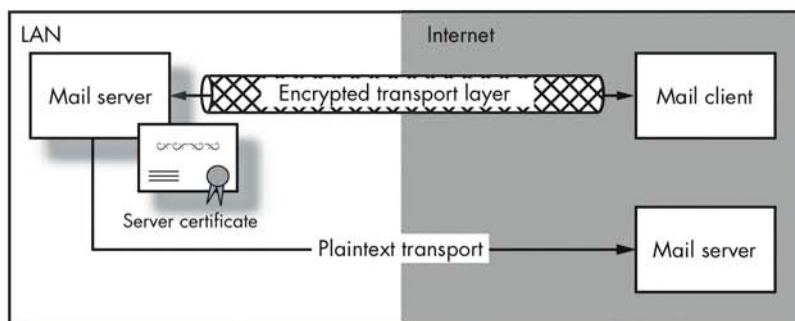 LAN
Internet
Mail server
Encrypted transport layer
Mail client
Server certificate
Plaintext transport
Mail server